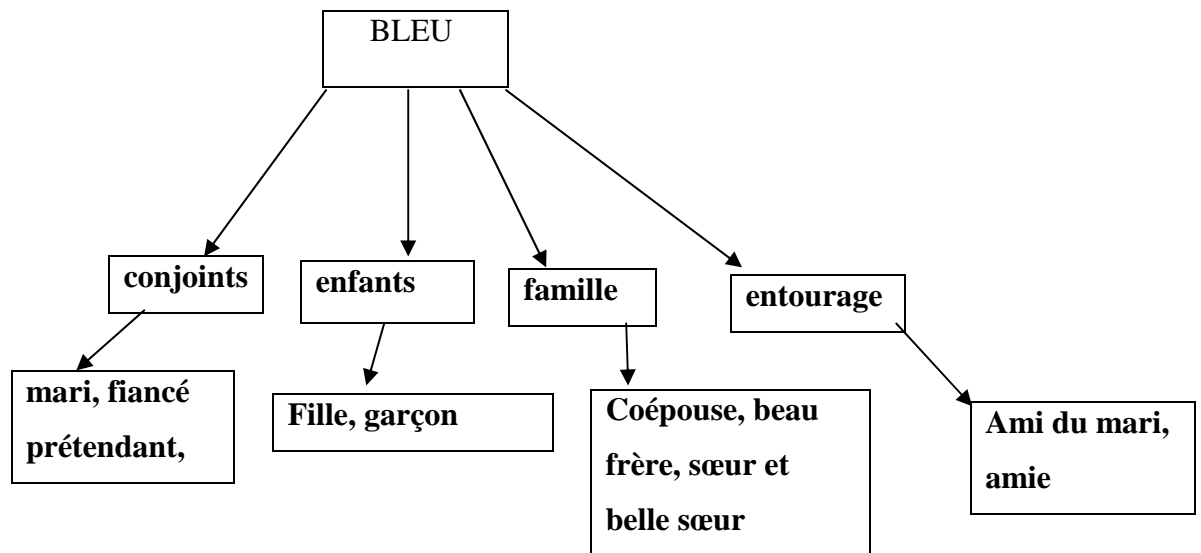 BLEU
conjoints
enfants
famille
entourage
mari, fiancé
prétendant,
Fille, garçon
Coépouse, beau
frère, sœur et
belle sœur
Ami du mari,
amie